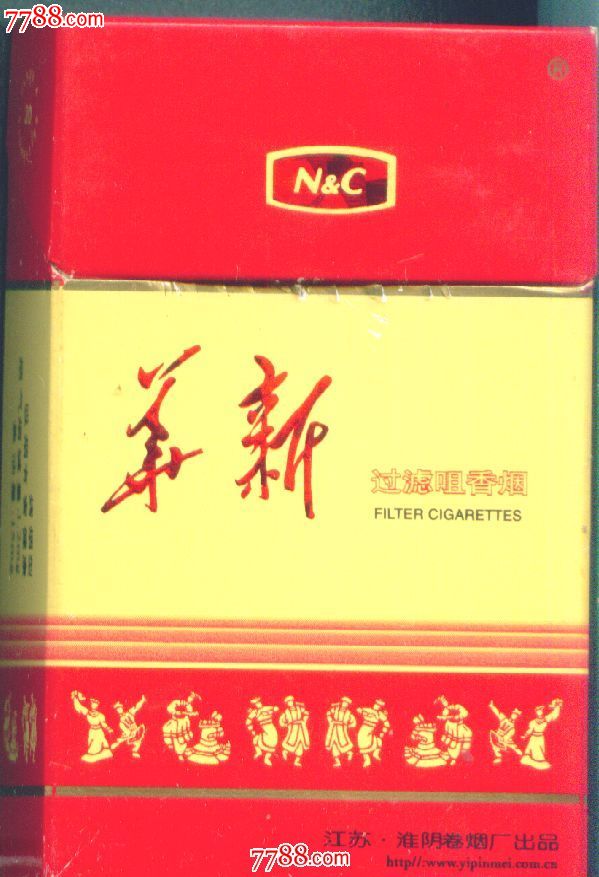 7788.com
®
N&C
华新
过滤咀香烟
FILTER CIGARETTES
江苏·淮阴卷烟厂出品
http//:www.yipinmei.com.cn
7788.com